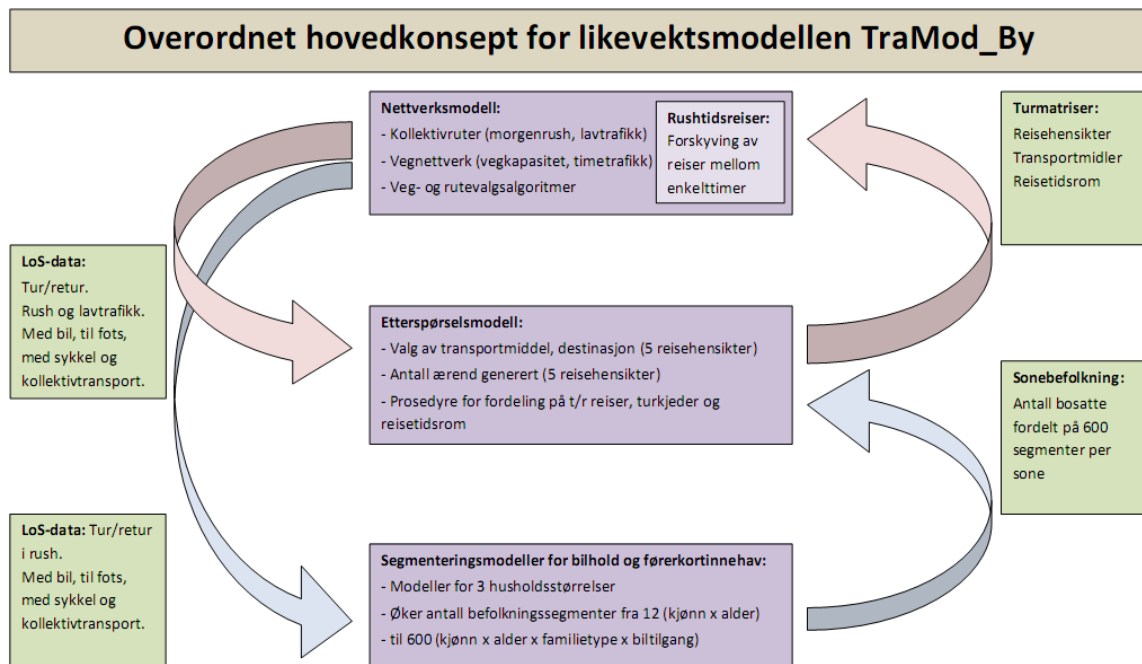 Overordnet hovedkonsept for likevektsmodellen TraMod_By
Nettverksmodell:
- Kollektivruter (morgenrush, lavtrafikk)
- Vegnettverk (vegkapasitet, timetrafikk)
- Veg- og rutevalgsalgoritmer
Rushtidsreiser:
Forskyving av
reiser mellom
enkelttimer
Turmatriser:
Reisehensikter
Transportmidler
Reisetidsrom
LoS-data:
Tur/retur.
Rush og lavtrafikk.
Med bil, til fots,
med sykkel og
kollektivtransport.
Etterspørselsmodell:
- Valg av transportmiddel, destinasjon (5 reisehensikter)
- Antall ærend generert (5 reisehensikter)
- Prosedyre for fordeling på t/r reiser, turkjeder og
reisetidsrom
Sonebefolkning:
Antall bosatte
fordelt på 600
segmenter per
sone
LoS-data: Tur/retur
i rush.
Med bil, til fots,
med sykkel og
kollektivtransport.
Segmenteringsmodeller for bilhold og førerkortinnehav:
- Modeller for 3 husholdsstørrelser
- Øker antall befolkningssegmenter fra 12 (kjønn x alder)
- til 600 (kjønn x alder x familietype x biltilgang)